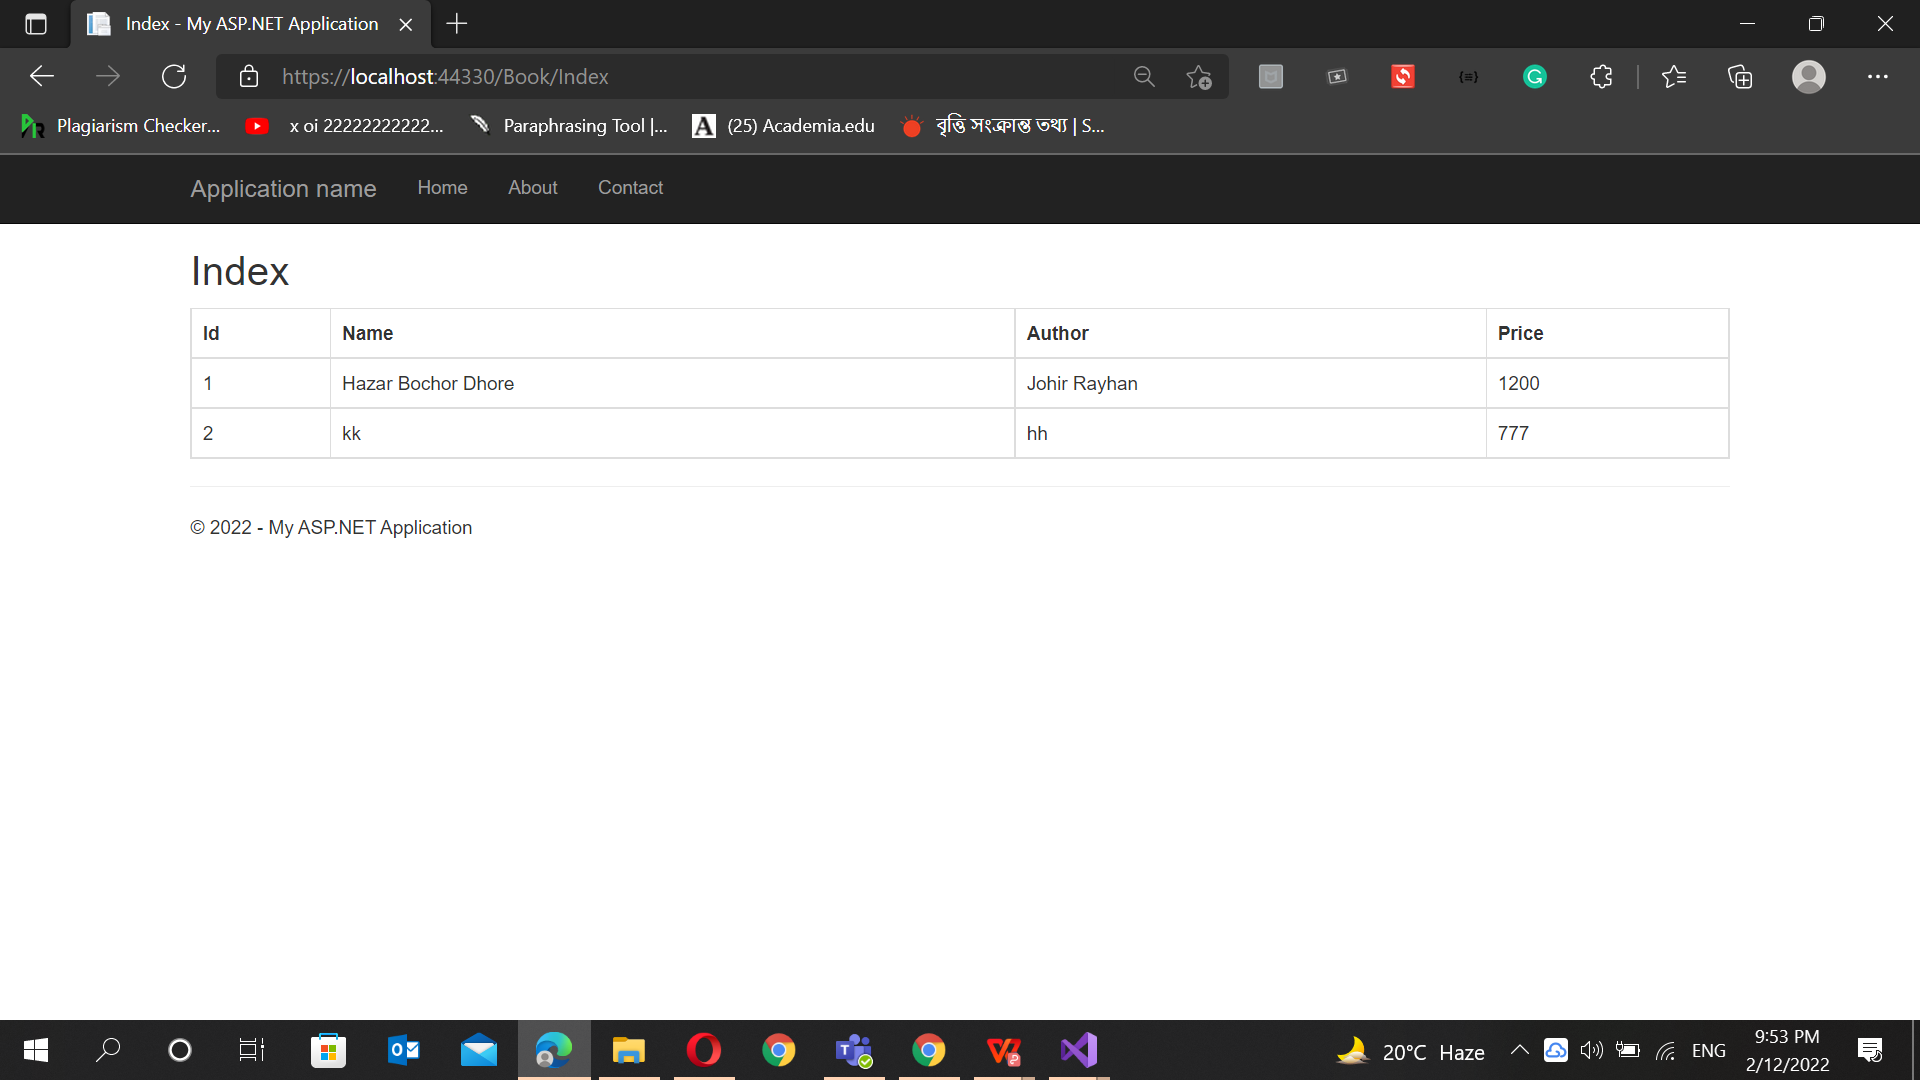 Index - My ASP.NET Application
https://localhost:44330/Book/Index
Plagiarism Checker... x oi 22222222222... Paraphrasing Tool |... (25) Academia.edu বৃত্তি সংক্রান্ত তথ্য | S...
Application name Home About Contact
Index
Id Name Author Price
1 Hazar Bochor Dhore Johir Rayhan 1200
2 kk hh 777
© 2022 - My ASP.NET Application
20°C Haze ENG 9:53 PM
2/12/2022